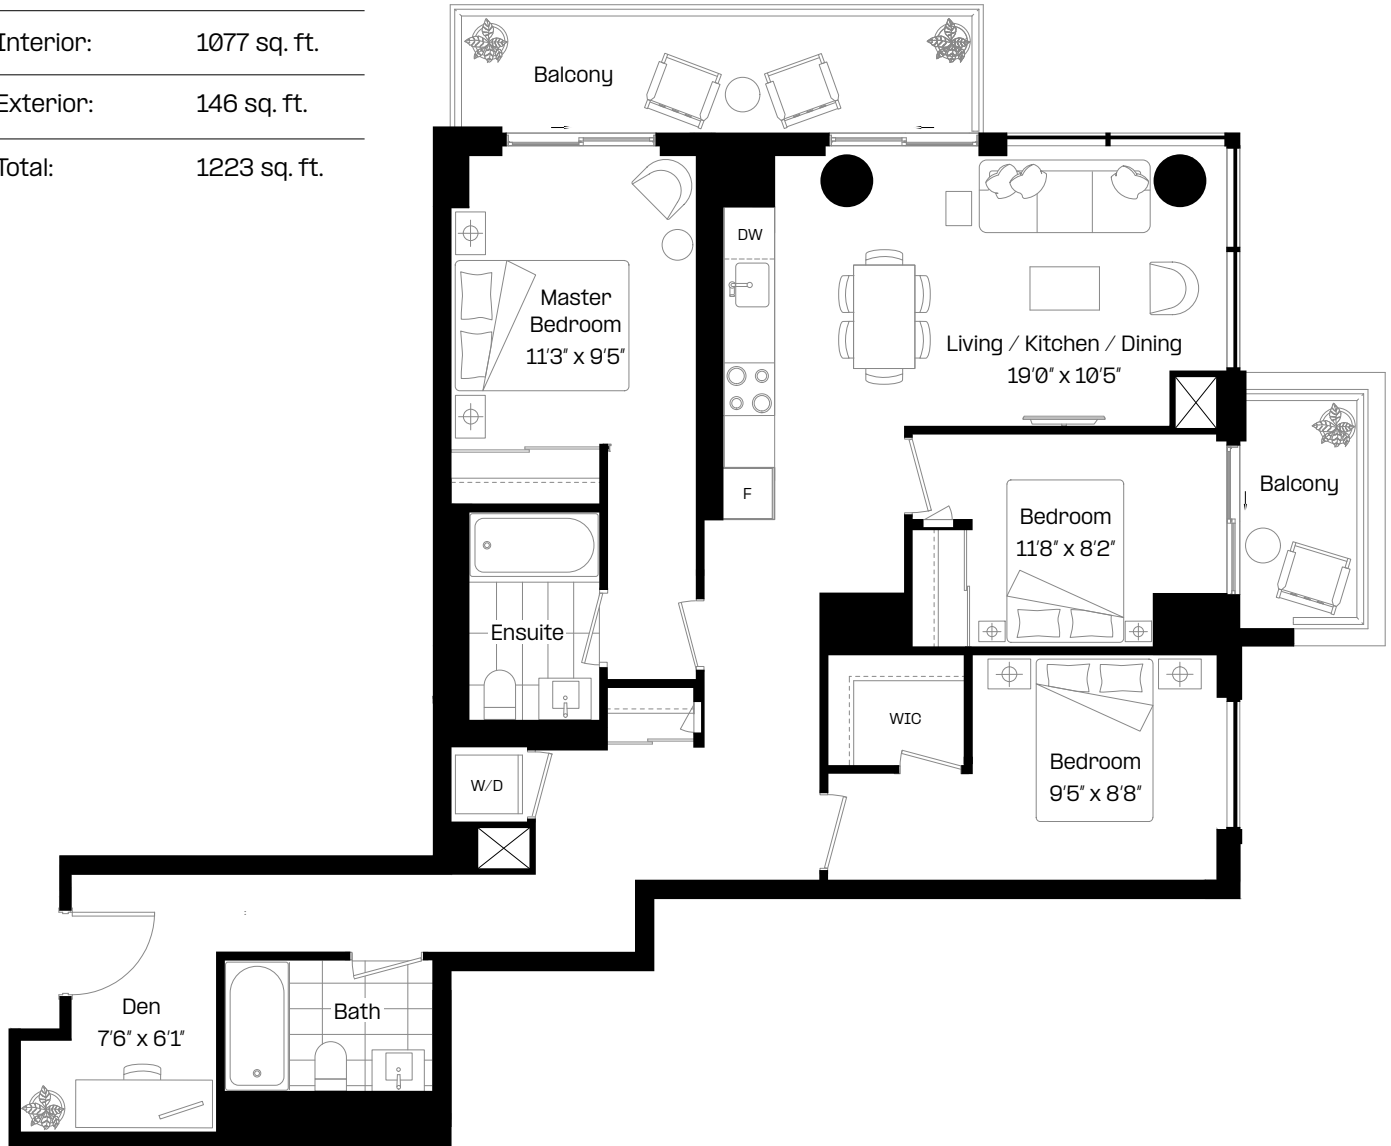 Interior: 1077 sq. ft.
Exterior: 146 sq. ft.
Total: 1223 sq. ft.
Balcony
DW
Master
Bedroom
11'3" x 9'5"
Living / Kitchen / Dining
19'0" x 10'5"
F
Balcony
Bedroom
11'8" x 8'2"
Ensuite
WIC
Bedroom
9'5" x 8'8"
W/D
Den
7'6" x 6'1"
Bath